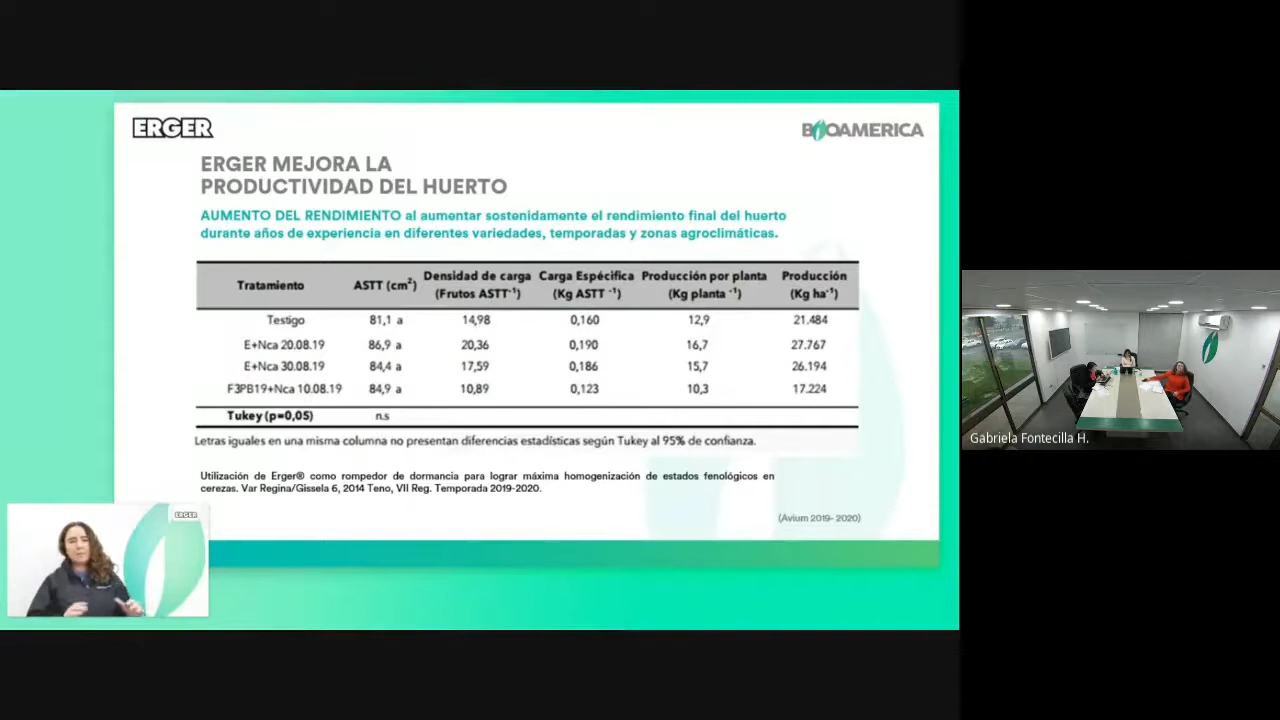 ERGER
BIOAMERICA
ERGER MEJORA LA
PRODUCTIVIDAD DEL HUERTO
AUMENTO DEL RENDIMIENTO al aumentar sostenidamente el rendimiento final del huerto
durante años de experiencia en diferentes variedades, temporadas y zonas agroclimáticas.
Tratamiento ASTT (cm²) Densidad de carga (Frutos ASTT⁻¹) Carga Espécifica (Kg ASTT ⁻¹) Producción por planta (Kg planta ⁻¹) Producción (Kg ha⁻¹)
Testigo 81,1 a 14,98 0,160 12,9 21.484
E+Nca 20.08.19 86,9 a 20,36 0,190 16,7 27.767
E+Nca 30.08.19 84,4 a 17,59 0,186 15,7 26.194
F3PB19+Nca 10.08.19 84,9 a 10,89 0,123 10,3 17.224
Tukey (p=0,05) n.s
Letras iguales en una misma columna no presentan diferencias estadísticas según Tukey al 95% de confianza.
Utilización de Erger® como rompedor de dormancia para lograr máxima homogenización de estados fenológicos en
cerezas. Var Regina/Gissela 6, 2014 Teno, VII Reg. Temporada 2019-2020.
(Avium 2019- 2020)
ERGER
Gabriela Fontecilla H.